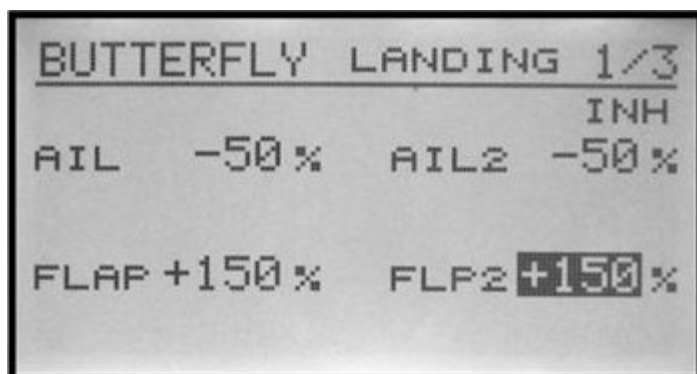 BUTTERFLY LANDING 1/3
INH
AIL -50% AIL2 -50%
FLAP +150% FLP2 +150%